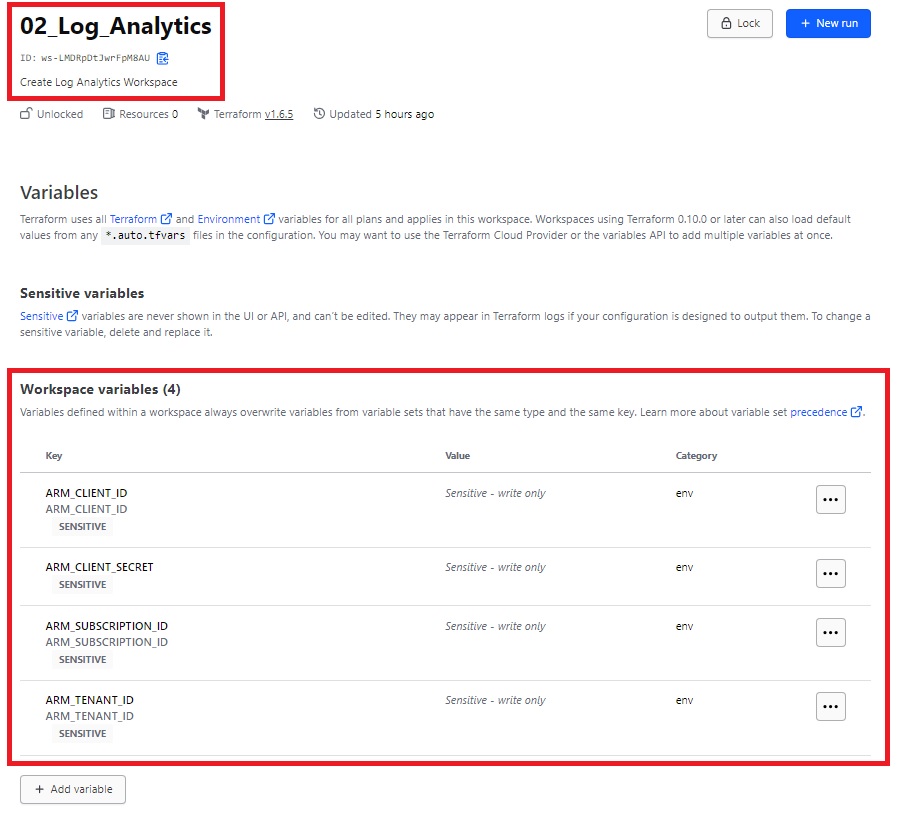 02_Log_Analytics
Lock
+ New run
ID: ws-LMDRpDtJwrFpM8AU
Create Log Analytics Workspace
Unlocked Resources 0 Terraform v1.6.5 Updated 5 hours ago
Variables
Terraform uses all Terraform and Environment variables for all plans and applies in this workspace. Workspaces using Terraform 0.10.0 or later can also load default
values from any *.auto.tfvars files in the configuration. You may want to use the Terraform Cloud Provider or the variables API to add multiple variables at once.
Sensitive variables
Sensitive variables are never shown in the UI or API, and can't be edited. They may appear in Terraform logs if your configuration is designed to output them. To change a
sensitive variable, delete and replace it.
Workspace variables (4)
Variables defined within a workspace always overwrite variables from variable sets that have the same type and the same key. Learn more about variable set precedence.
Key Value Category
ARM_CLIENT_ID Sensitive - write only env
ARM_CLIENT_ID
SENSITIVE
ARM_CLIENT_SECRET Sensitive - write only env
SENSITIVE
ARM_SUBSCRIPTION_ID Sensitive - write only env
ARM_SUBSCRIPTION_ID
SENSITIVE
ARM_TENANT_ID Sensitive - write only env
ARM_TENANT_ID
SENSITIVE
+ Add variable